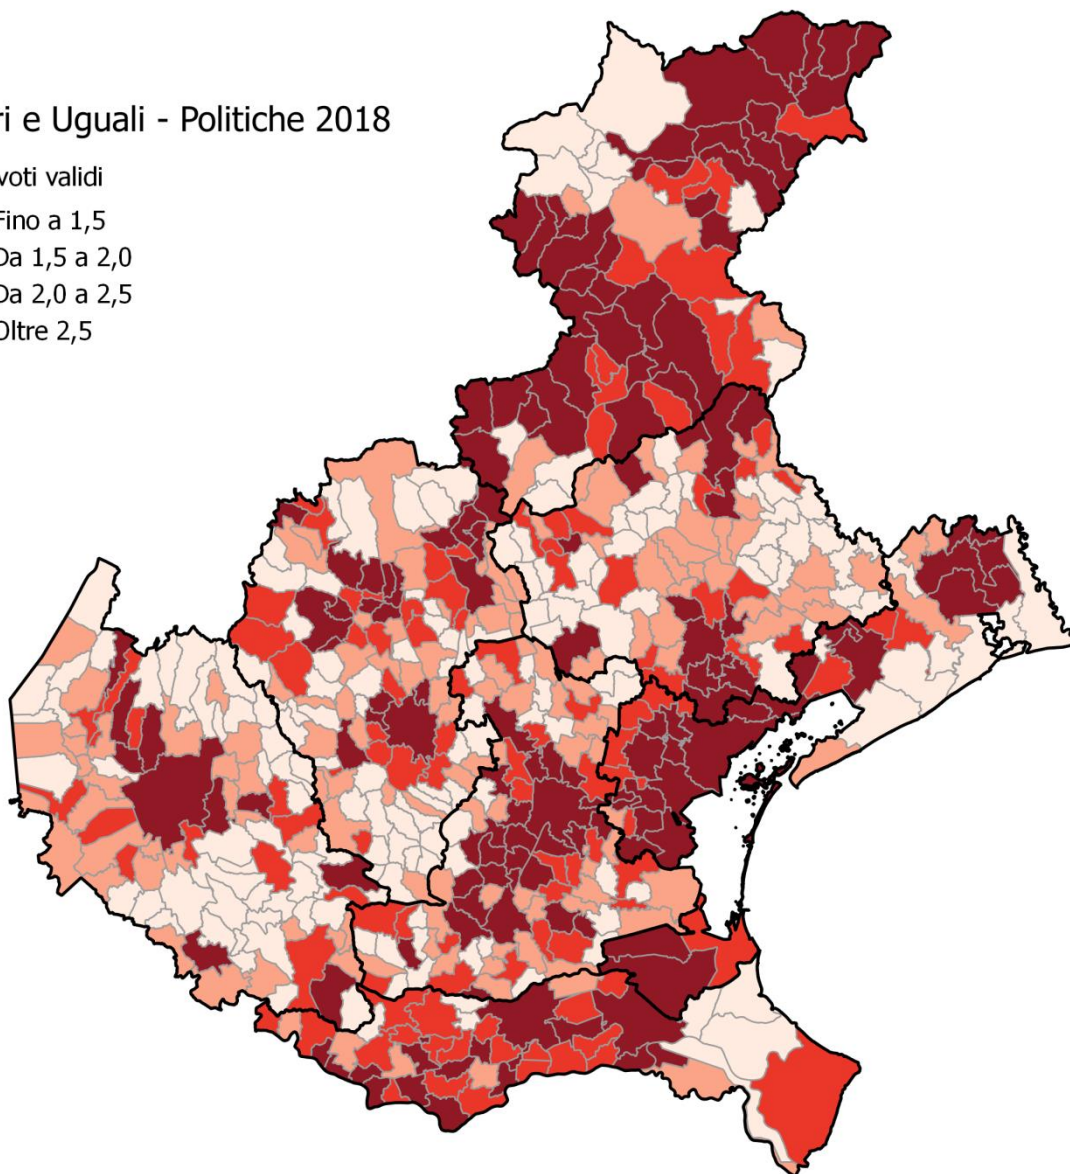 ri e Uguali - Politiche 2018
voti validi
Fino a 1,5
Da 1,5 a 2,0
Da 2,0 a 2,5
Oltre 2,5